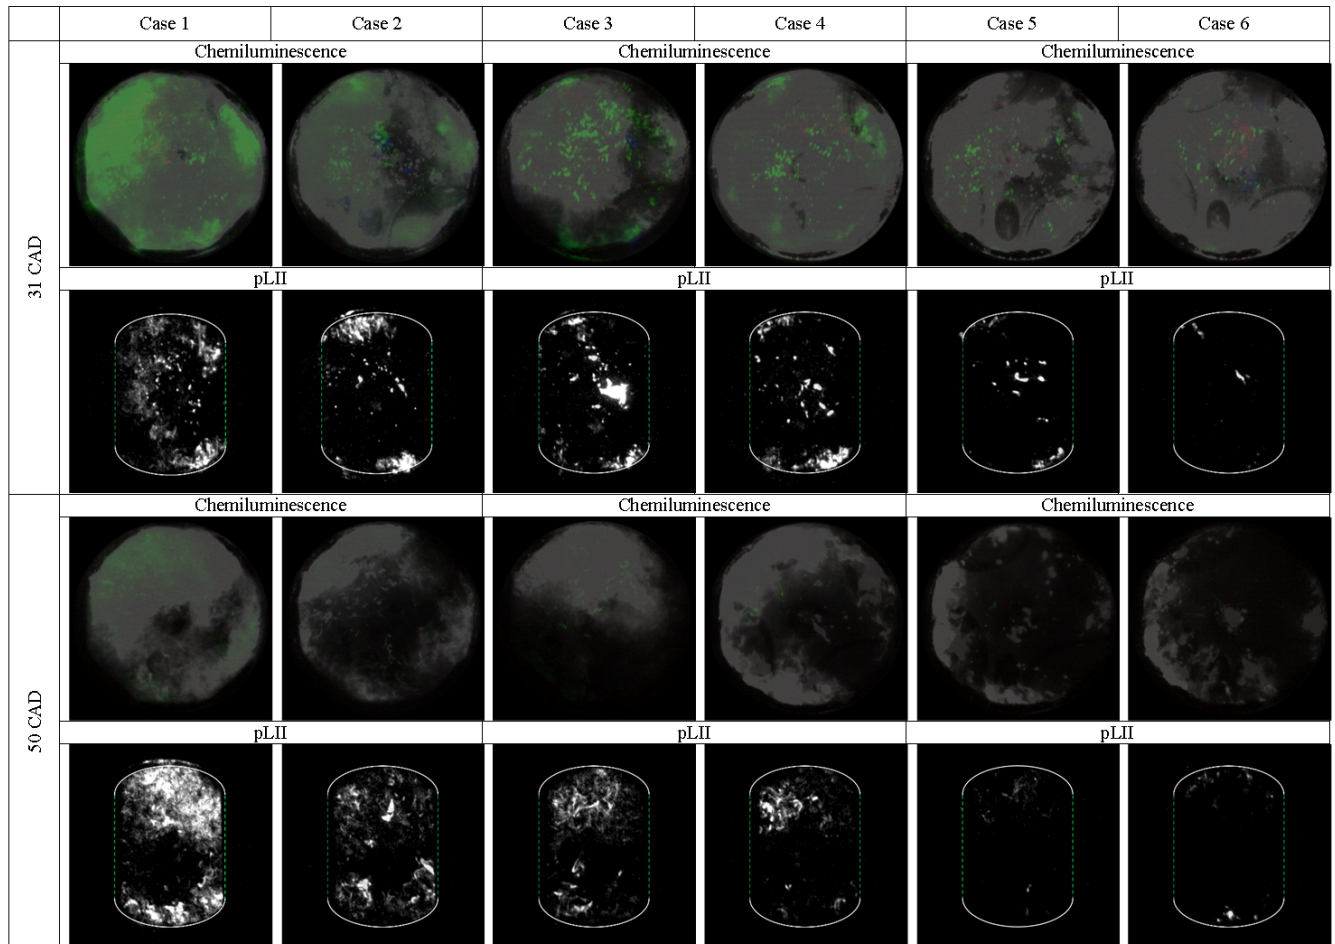 Case 1 Case 2 Case 3 Case 4 Case 5 Case 6
31 CAD
Chemiluminescence Chemiluminescence Chemiluminescence
pLII pLII pLII
50 CAD
Chemiluminescence Chemiluminescence Chemiluminescence
pLII pLII pLII